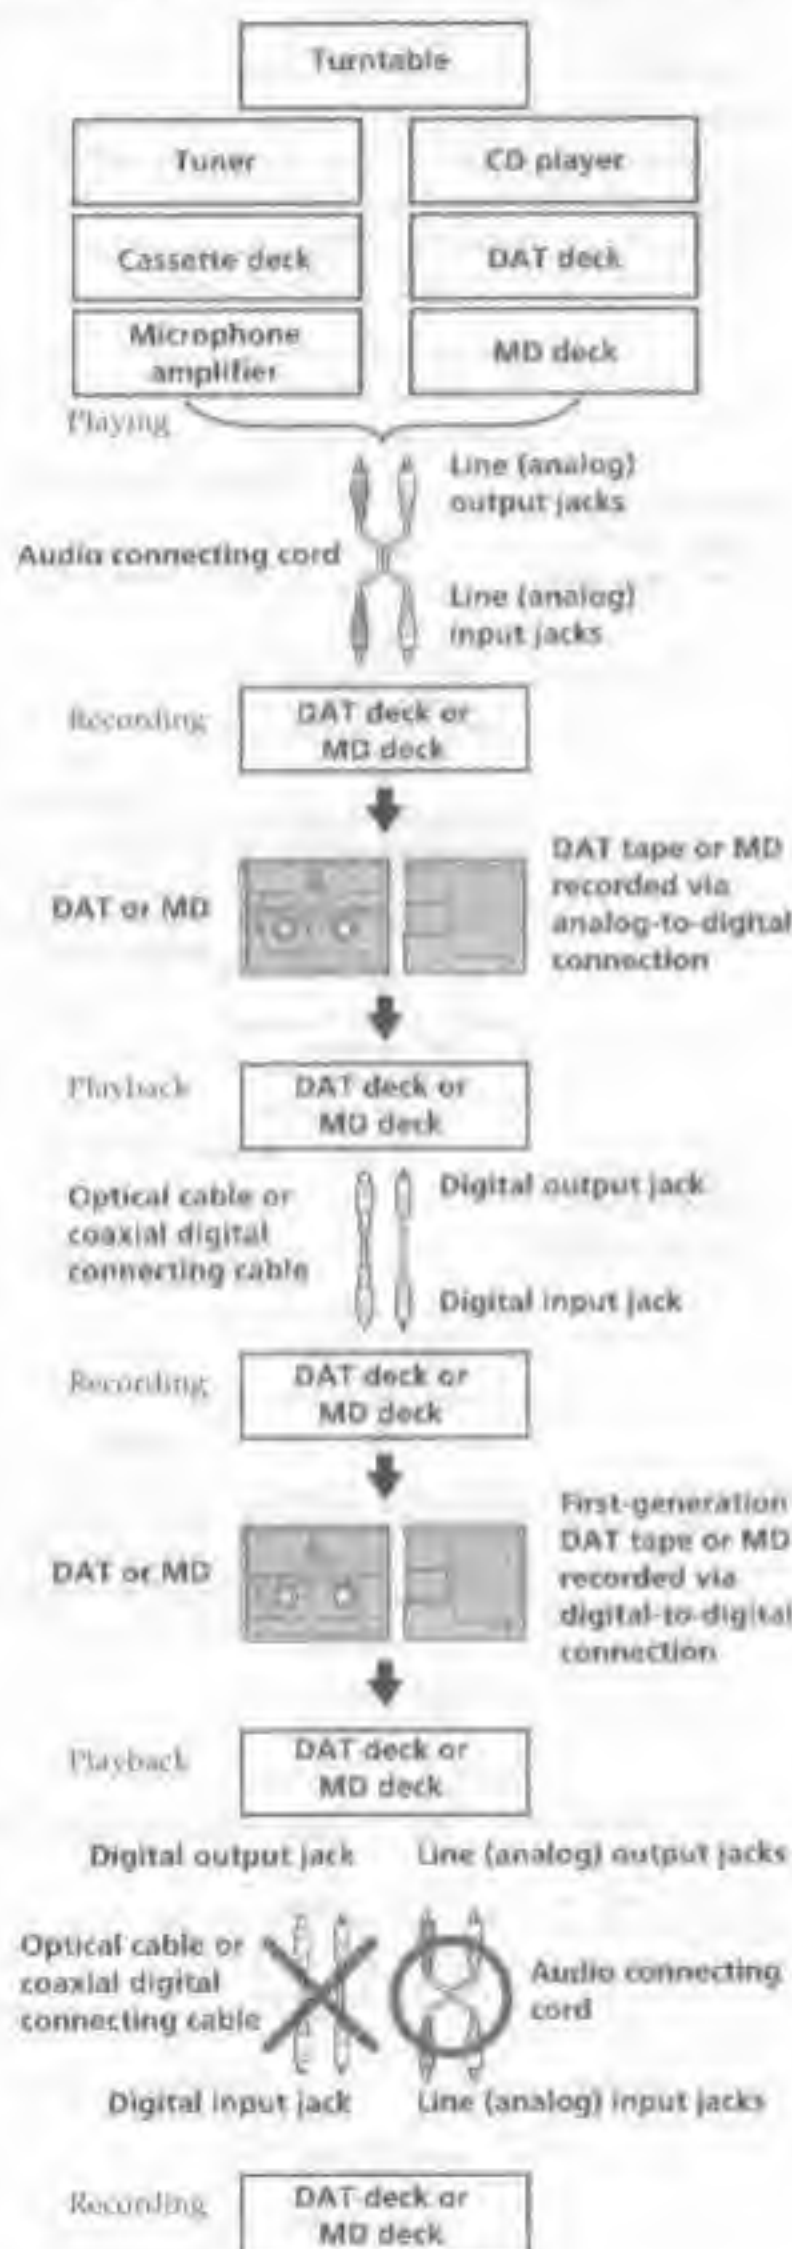 Turntable
Tuner
CD player
Cassette deck
DAT deck
Microphone
amplifier
MD deck
Playing
Line (analog)
output jacks
Audio connecting cord
Line (analog)
input jacks
Recording
DAT deck or
MD deck
DAT or MD
DAT tape or MD
recorded via
analog-to-digital
connection
Playback
DAT deck or
MD deck
Optical cable or
coaxial digital
connecting cable
Digital output jack
Digital input jack
Recording
DAT deck or
MD deck
DAT or MD
First-generation
DAT tape or MD
recorded via
digital-to-digital
connection
Playback
DAT deck or
MD deck
Digital output jack
Line (analog) output jacks
Optical cable or
coaxial digital
connecting cable
Audio connecting
cord
Digital input jack
Line (analog) input jacks
Recording
DAT deck or
MD deck